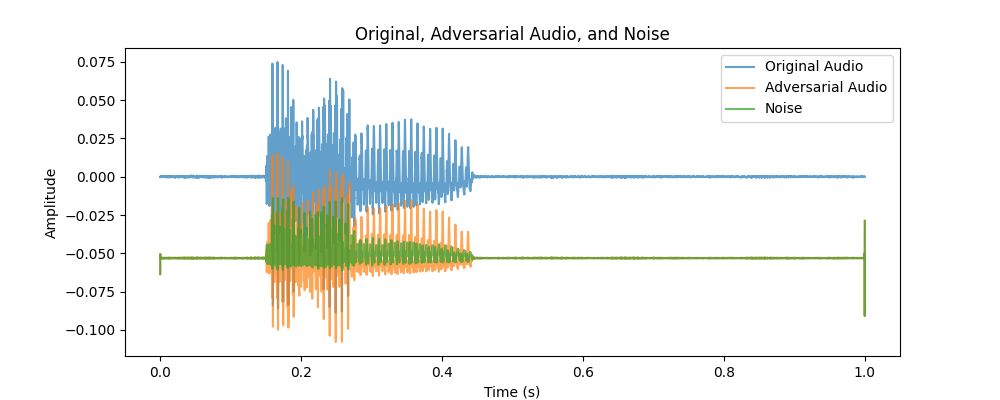 Original, Adversarial Audio, and Noise
Original Audio
Adversarial Audio
Noise
0.075
0.050
0.025
0.000
−0.025
−0.050
−0.075
−0.100
Amplitude
0.0
0.2
0.4
0.6
0.8
1.0
Time (s)